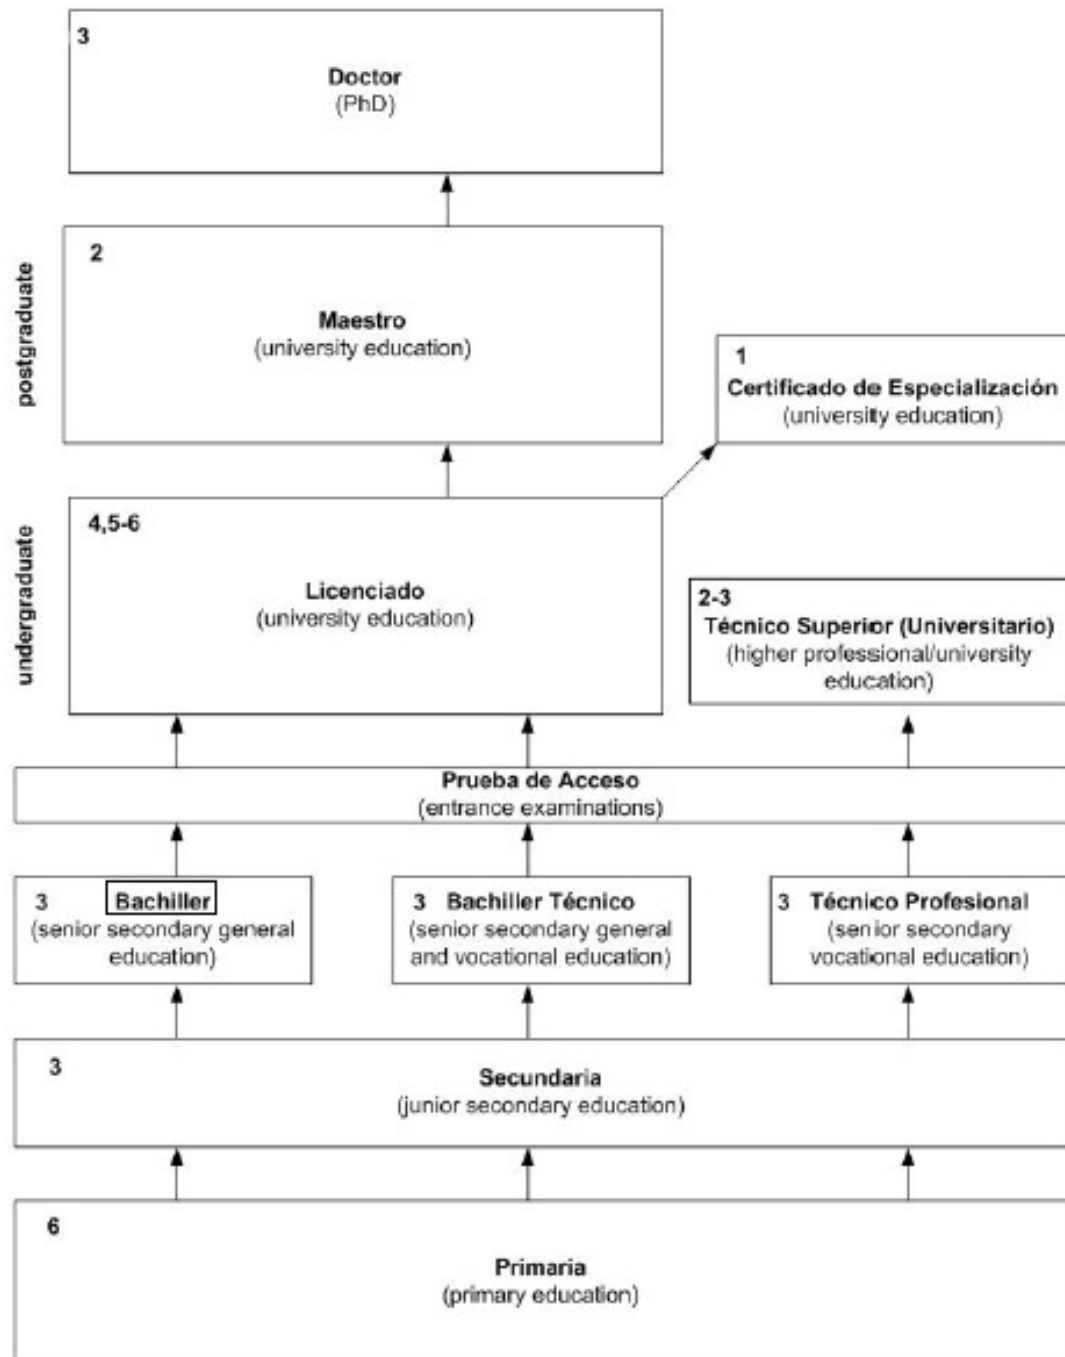 3
Doctor
(PhD)
postgraduate
2
Maestro
(university education)
1
Certificado de Especialización
(university education)
undergraduate
4,5-6
Licenciado
(university education)
2-3
Técnico Superior (Universitario)
(higher professional/university
education)
Prueba de Acceso
(entrance examinations)
3 Bachiller
(senior secondary general
education)
3 Bachiller Técnico
(senior secondary general
and vocational education)
3 Técnico Profesional
(senior secondary
vocational education)
3
Secundaria
(junior secondary education)
6
Primaria
(primary education)